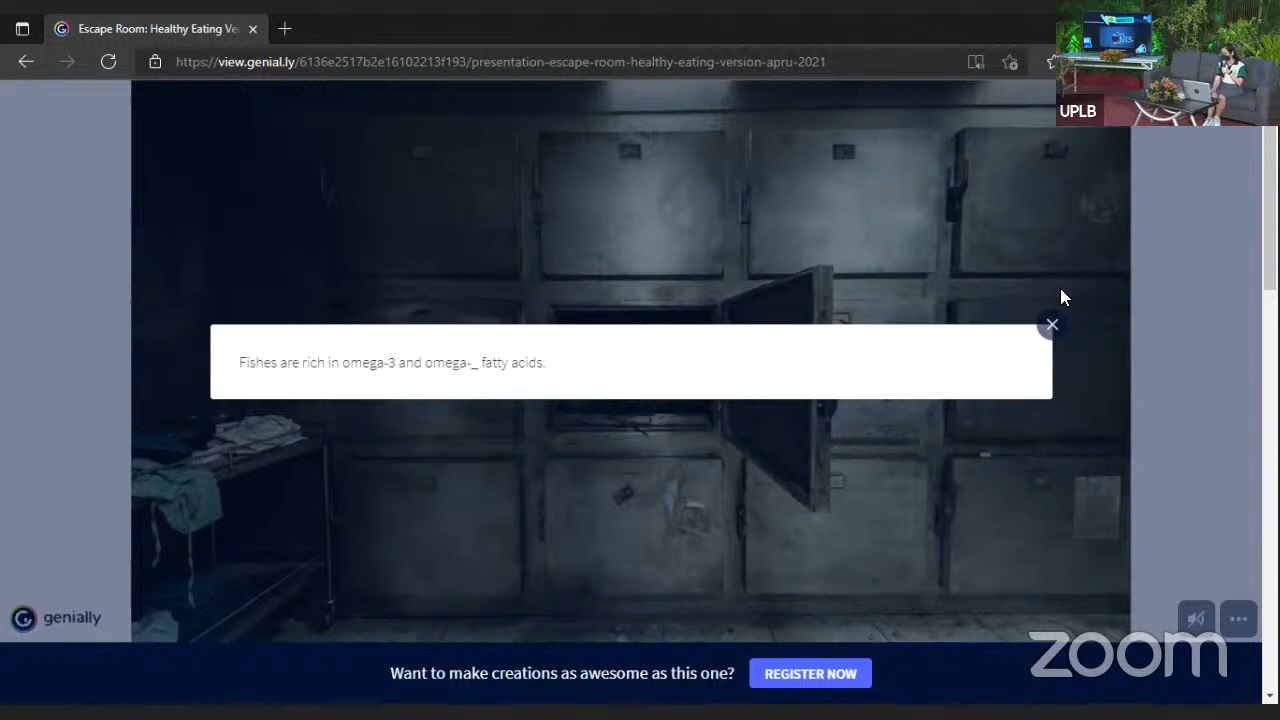 Escape Room: Healthy Eating Ve
https://view.genial.ly/6136e2517b2e16f0c213f193/presentation-escape-room-healthy-eating-version-apru-2021
UPLB
Fishes are rich in omega-3 and omega-_ fatty acids.
genially
zoom
Want to make creations as awesome as this one?
REGISTER NOW